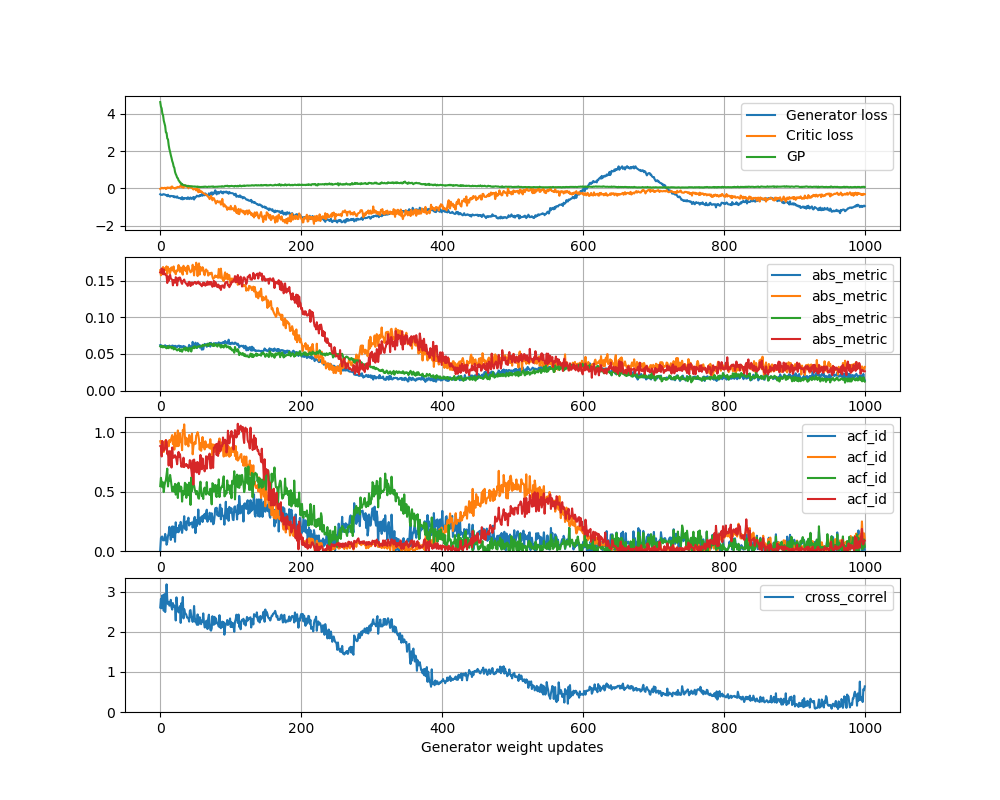 4
2
0
−2
Generator loss
Critic loss
GP
0 200 400 600 800 1000
0.15
0.10
0.05
0.00
abs_metric
abs_metric
abs_metric
abs_metric
0 200 400 600 800 1000
1.0
0.5
0.0
acf_id
acf_id
acf_id
acf_id
0 200 400 600 800 1000
3
2
1
0
cross_correl
0 200 400 600 800 1000
Generator weight updates